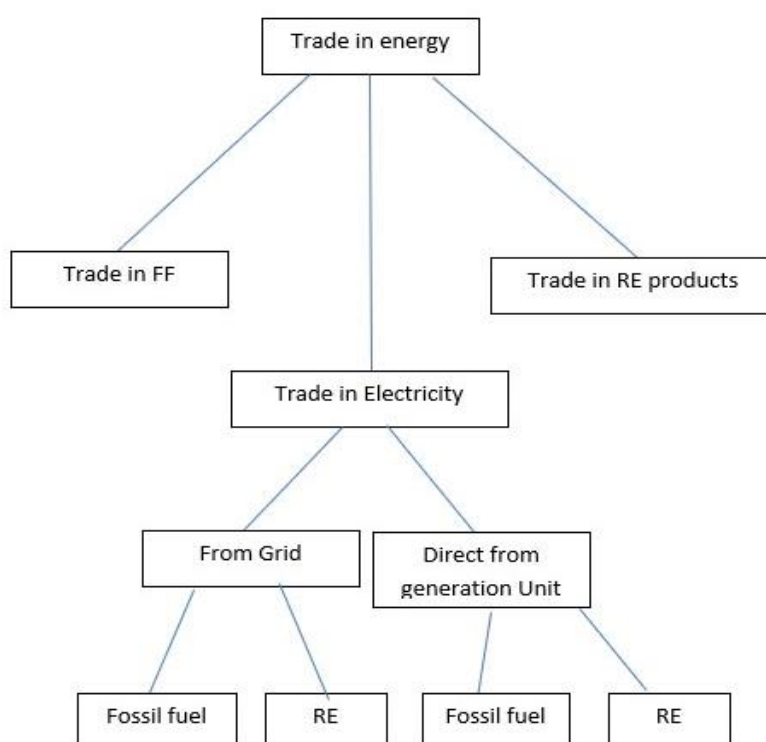 Trade in energy
Trade in FF
Trade in RE products
Trade in Electricity
From Grid
Direct from
generation Unit
Fossil fuel
RE
Fossil fuel
RE